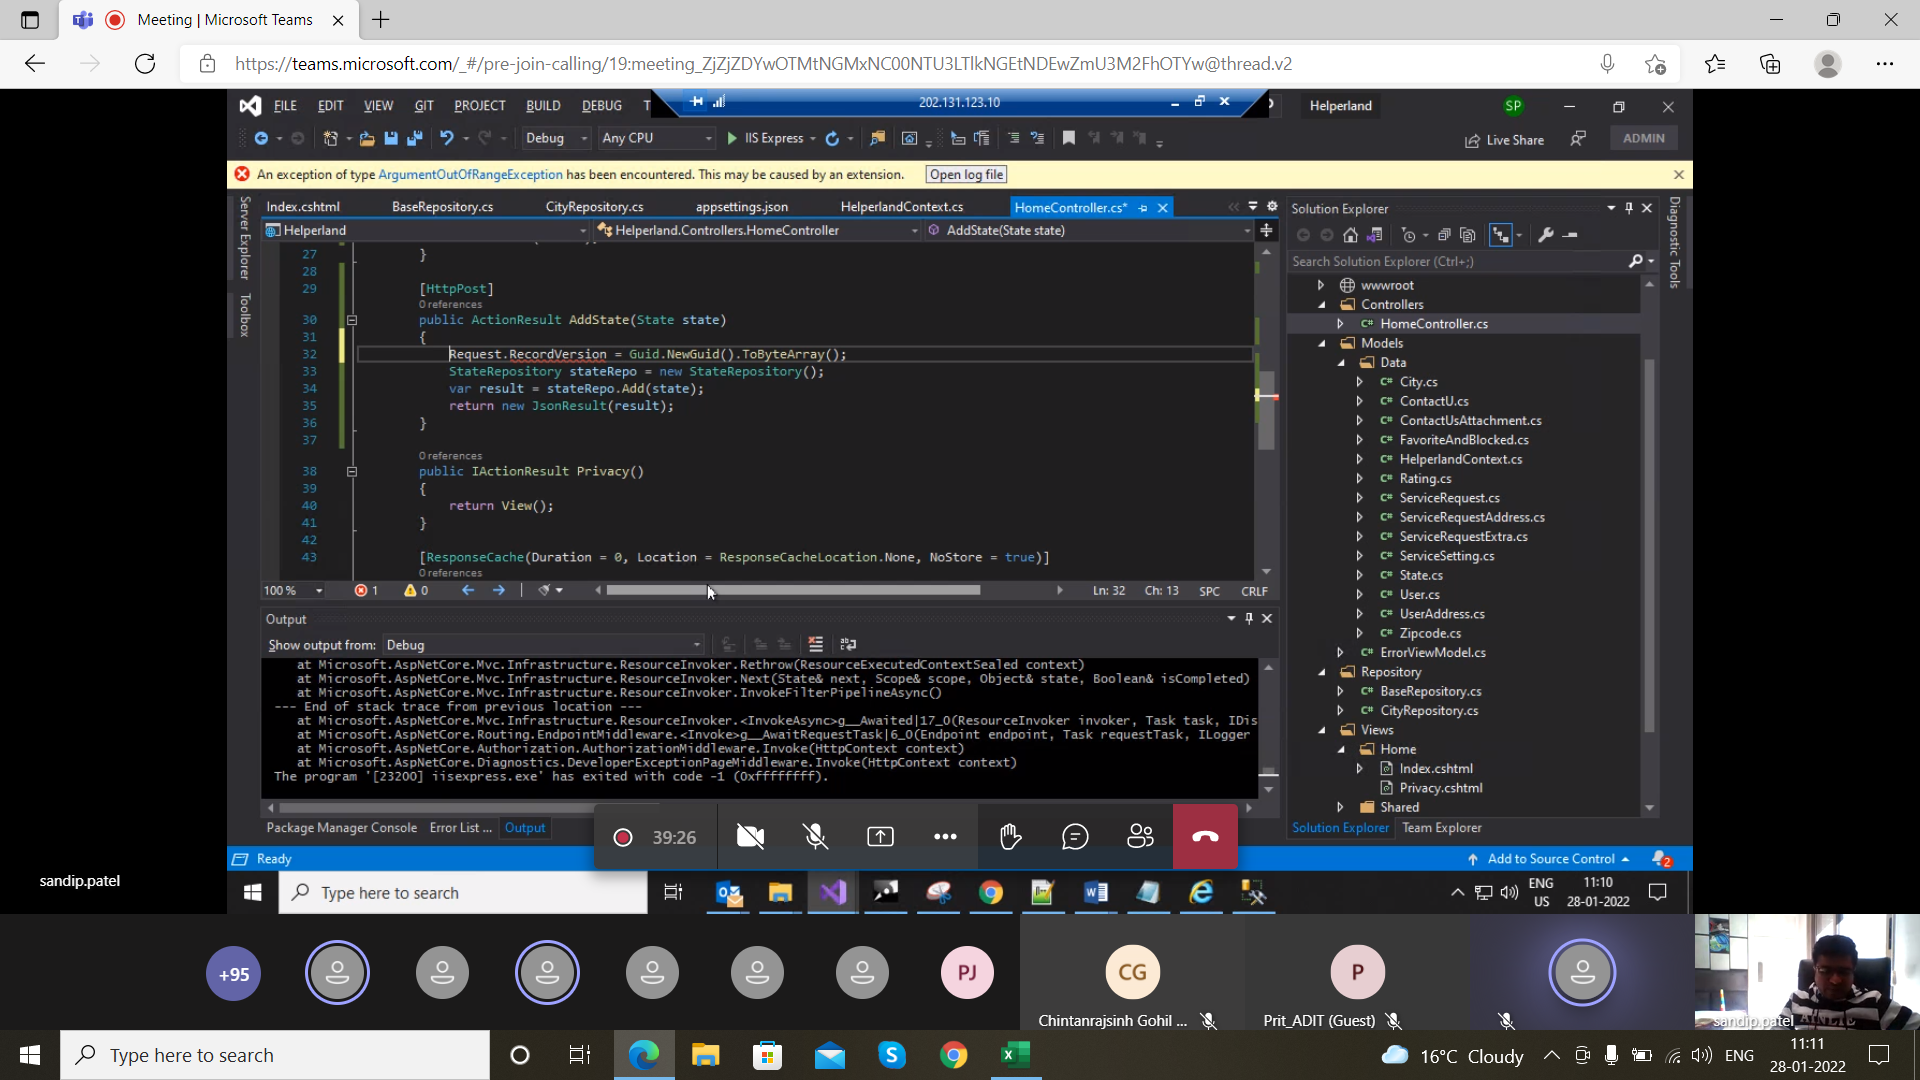 Meeting | Microsoft Teams
https://teams.microsoft.com/_#/pre-join-calling/19:meeting_ZjZjZDYwOTMtNGMxNC00NTU3LTlkNGEtNDEwZmU3M2FhOTYw@thread.v2
FILE EDIT VIEW GIT PROJECT BUILD DEBUG T
202.131.123.10
Helperland
SP
Debug
Any CPU
IIS Express
Live Share
ADMIN
An exception of type ArgumentOutOfRangeException has been encountered. This may be caused by an extension.
Open log file
Server Explorer
Toolbox
Index.cshtml BaseRepository.cs CityRepository.cs appsettings.json HelperlandContext.cs HomeController.cs*
Helperland
Helperland.Controllers.HomeController
AddState(State state)
27 }
28
29 [HttpPost]
0 references
30 public ActionResult AddState(State state)
31 {
32 Request.RecordVersion = Guid.NewGuid().ToByteArray();
33 StateRepository stateRepo = new StateRepository();
34 var result = stateRepo.Add(state);
35 return new JsonResult(result);
36 }
37
0 references
38 public IActionResult Privacy()
39 {
40 return View();
41 }
42
43 [ResponseCache(Duration = 0, Location = ResponseCacheLocation.None, NoStore = true)]
0 references
100 %
1
0
Ln: 32 Ch: 13 SPC CRLF
Output
Show output from: Debug
at Microsoft.AspNetCore.Mvc.Infrastructure.ResourceInvoker.Rethrow(ResourceExecutedContextSealed context)
at Microsoft.AspNetCore.Mvc.Infrastructure.ResourceInvoker.Next(State& next, Scope& scope, Object& state, Boolean& isCompleted)
at Microsoft.AspNetCore.Mvc.Infrastructure.ResourceInvoker.InvokeFilterPipelineAsync()
--- End of stack trace from previous location ---
at Microsoft.AspNetCore.Mvc.Infrastructure.ResourceInvoker.<InvokeAsync>g__Awaited|17_0(ResourceInvoker invoker, Task task, IDis
at Microsoft.AspNetCore.Routing.EndpointMiddleware.<Invoke>g__AwaitRequestTask|6_0(Endpoint endpoint, Task requestTask, ILogger
at Microsoft.AspNetCore.Authorization.AuthorizationMiddleware.Invoke(HttpContext context)
at Microsoft.AspNetCore.Diagnostics.DeveloperExceptionPageMiddleware.Invoke(HttpContext context)
The program '[23200] iisexpress.exe' has exited with code -1 (0xffffffff).
Package Manager Console Error List ... Output
Solution Explorer
Search Solution Explorer (Ctrl+;)
wwwroot
Controllers
C# HomeController.cs
Models
Data
C# City.cs
C# ContactU.cs
C# ContactUsAttachment.cs
C# FavoriteAndBlocked.cs
C# HelperlandContext.cs
C# Rating.cs
C# ServiceRequest.cs
C# ServiceRequestAddress.cs
C# ServiceRequestExtra.cs
C# ServiceSetting.cs
C# State.cs
C# User.cs
C# UserAddress.cs
C# Zipcode.cs
C# ErrorViewModel.cs
Repository
C# BaseRepository.cs
C# CityRepository.cs
Views
Home
Index.cshtml
Privacy.cshtml
Shared
Solution Explorer Team Explorer
Diagnostic Tools
39:26
Ready
Add to Source Control
2
sandip.patel
Type here to search
ENG
US
11:10
28-01-2022
+95
PJ
CG
Chintanrajsinh Gohil ...
P
Prit_ADIT (Guest)
sandip.patel
Type here to search
16°C Cloudy
ENG
11:11
28-01-2022